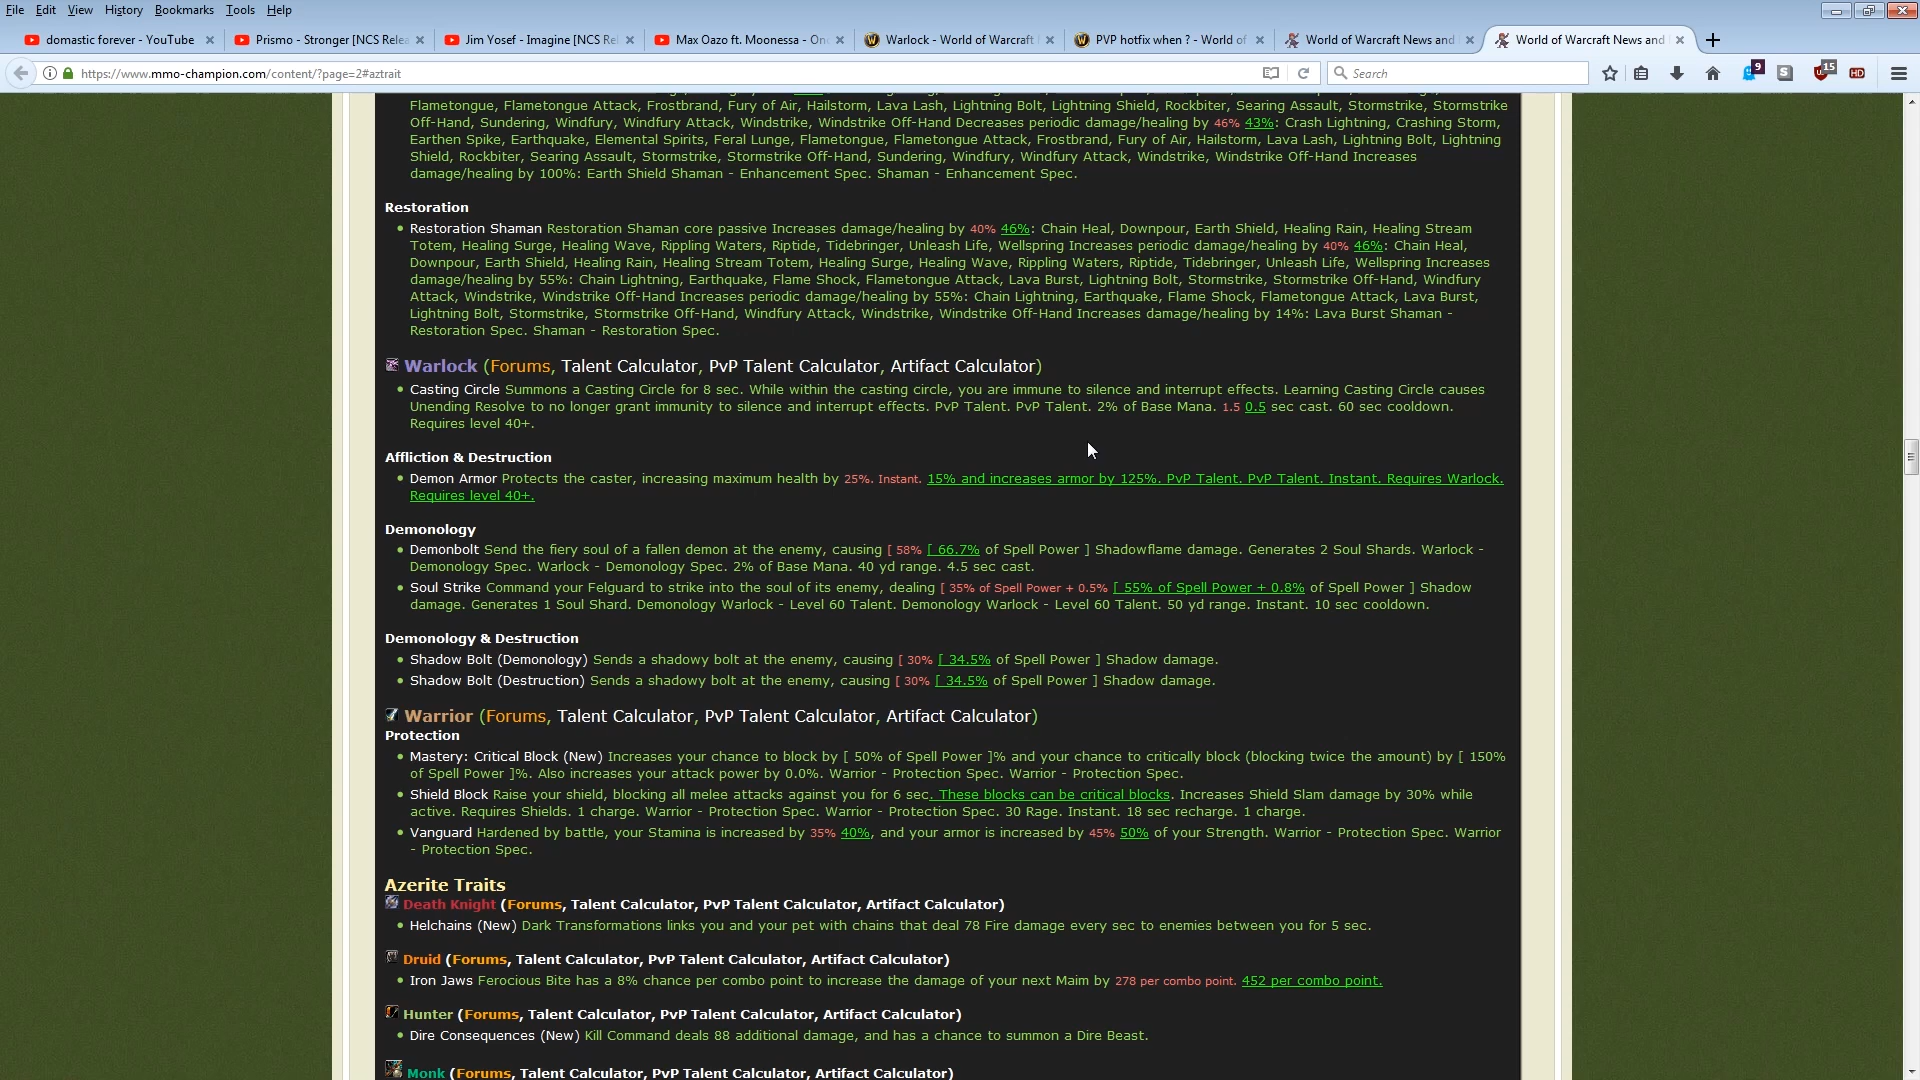 File Edit View History Bookmarks Tools Help
domastic forever - YouTube
Prismo - Stronger [NCS Relea
Jim Yosef - Imagine [NCS Rel
Max Oazo ft. Moonessa - On
Warlock - World of Warcraft
PVP hotfix when ? - World of
World of Warcraft News and
World of Warcraft News and
https://www.mmo-champion.com/content/?page=2#aztrait
Search
9
S
15
HD
Flametongue, Flametongue Attack, Frostbrand, Fury of Air, Hailstorm, Lava Lash, Lightning Bolt, Lightning Shield, Rockbiter, Searing Assault, Stormstrike, Stormstrike
Off-Hand, Sundering, Windfury, Windfury Attack, Windstrike, Windstrike Off-Hand Decreases periodic damage/healing by 46% 43%: Crash Lightning, Crashing Storm,
Earthen Spike, Earthquake, Elemental Spirits, Feral Lunge, Flametongue, Flametongue Attack, Frostbrand, Fury of Air, Hailstorm, Lava Lash, Lightning Bolt, Lightning
Shield, Rockbiter, Searing Assault, Stormstrike, Stormstrike Off-Hand, Sundering, Windfury, Windfury Attack, Windstrike, Windstrike Off-Hand Increases
damage/healing by 100%: Earth Shield Shaman - Enhancement Spec. Shaman - Enhancement Spec.
Restoration
Restoration Shaman Restoration Shaman core passive Increases damage/healing by 40% 46%: Chain Heal, Downpour, Earth Shield, Healing Rain, Healing Stream
Totem, Healing Surge, Healing Wave, Rippling Waters, Riptide, Tidebringer, Unleash Life, Wellspring Increases periodic damage/healing by 40% 46%: Chain Heal,
Downpour, Earth Shield, Healing Rain, Healing Stream Totem, Healing Surge, Healing Wave, Rippling Waters, Riptide, Tidebringer, Unleash Life, Wellspring Increases
damage/healing by 55%: Chain Lightning, Earthquake, Flame Shock, Flametongue Attack, Lava Burst, Lightning Bolt, Stormstrike, Stormstrike Off-Hand, Windfury
Attack, Windstrike, Windstrike Off-Hand Increases periodic damage/healing by 55%: Chain Lightning, Earthquake, Flame Shock, Flametongue Attack, Lava Burst,
Lightning Bolt, Stormstrike, Stormstrike Off-Hand, Windfury Attack, Windstrike, Windstrike Off-Hand Increases damage/healing by 14%: Lava Burst Shaman -
Restoration Spec. Shaman - Restoration Spec.
Warlock (Forums, Talent Calculator, PvP Talent Calculator, Artifact Calculator)
Casting Circle Summons a Casting Circle for 8 sec. While within the casting circle, you are immune to silence and interrupt effects. Learning Casting Circle causes
Unending Resolve to no longer grant immunity to silence and interrupt effects. PvP Talent. PvP Talent. 2% of Base Mana. 1.5 0.5 sec cast. 60 sec cooldown.
Requires level 40+.
Affliction & Destruction
Demon Armor Protects the caster, increasing maximum health by 25%. Instant. 15% and increases armor by 125%. PvP Talent. PvP Talent. Instant. Requires Warlock.
Requires level 40+.
Demonology
Demonbolt Send the fiery soul of a fallen demon at the enemy, causing [ 58% [ 66.7% of Spell Power ] Shadowflame damage. Generates 2 Soul Shards. Warlock -
Demonology Spec. Warlock - Demonology Spec. 2% of Base Mana. 40 yd range. 4.5 sec cast.
Soul Strike Command your Felguard to strike into the soul of its enemy, dealing [ 35% of Spell Power + 0.5% [ 55% of Spell Power + 0.8% of Spell Power ] Shadow
damage. Generates 1 Soul Shard. Demonology Warlock - Level 60 Talent. Demonology Warlock - Level 60 Talent. 50 yd range. Instant. 10 sec cooldown.
Demonology & Destruction
Shadow Bolt (Demonology) Sends a shadowy bolt at the enemy, causing [ 30% [ 34.5% of Spell Power ] Shadow damage.
Shadow Bolt (Destruction) Sends a shadowy bolt at the enemy, causing [ 30% [ 34.5% of Spell Power ] Shadow damage.
Warrior (Forums, Talent Calculator, PvP Talent Calculator, Artifact Calculator)
Protection
Mastery: Critical Block (New) Increases your chance to block by [ 50% of Spell Power ]% and your chance to critically block (blocking twice the amount) by [ 150%
of Spell Power ]%. Also increases your attack power by 0.0%. Warrior - Protection Spec. Warrior - Protection Spec.
Shield Block Raise your shield, blocking all melee attacks against you for 6 sec. These blocks can be critical blocks. Increases Shield Slam damage by 30% while
active. Requires Shields. 1 charge. Warrior - Protection Spec. Warrior - Protection Spec. 30 Rage. Instant. 18 sec recharge. 1 charge.
Vanguard Hardened by battle, your Stamina is increased by 35% 40%, and your armor is increased by 45% 50% of your Strength. Warrior - Protection Spec. Warrior
- Protection Spec.
Azerite Traits
Death Knight (Forums, Talent Calculator, PvP Talent Calculator, Artifact Calculator)
Helchains (New) Dark Transformations links you and your pet with chains that deal 78 Fire damage every sec to enemies between you for 5 sec.
Druid (Forums, Talent Calculator, PvP Talent Calculator, Artifact Calculator)
Iron Jaws Ferocious Bite has a 8% chance per combo point to increase the damage of your next Maim by 278 per combo point. 452 per combo point.
Hunter (Forums, Talent Calculator, PvP Talent Calculator, Artifact Calculator)
Dire Consequences (New) Kill Command deals 88 additional damage, and has a chance to summon a Dire Beast.
Monk (Forums, Talent Calculator, PvP Talent Calculator, Artifact Calculator)